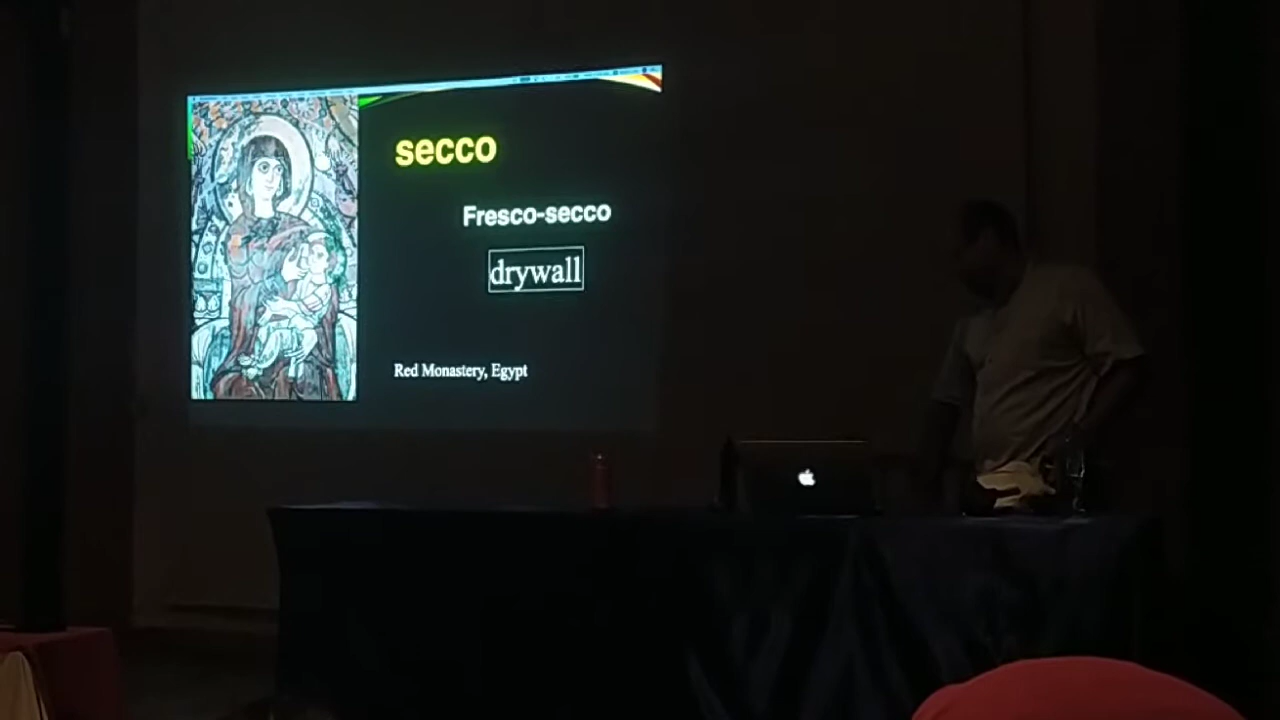 secco
Fresco-secco
drywall
Red Monastery, Egypt